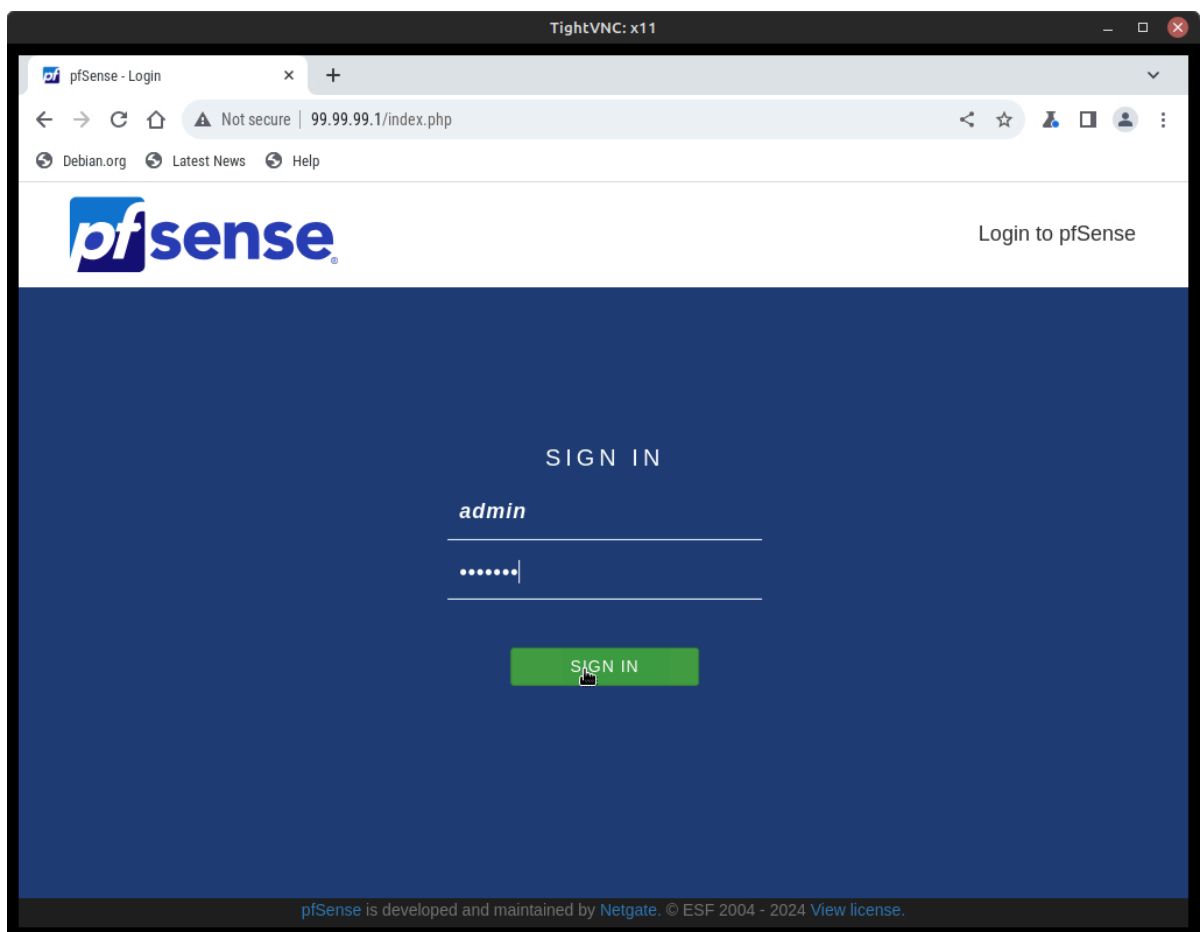 TightVNC: x11
pfSense - Login
Not secure 99.99.99.1/index.php
Debian.org Latest News Help
pfsense® Login to pfSense
SIGN IN
admin
•••••••
SIGN IN
pfSense is developed and maintained by Netgate. © ESF 2004 - 2024 View license.